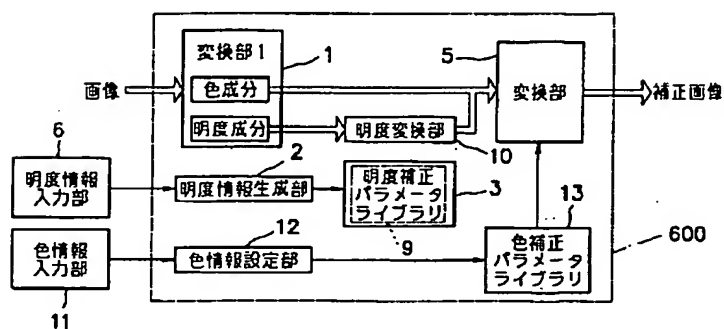 画像
変換部1
色成分
明度成分
1
5
変換部
補正画像
明度変換部
10
6
明度情報
入力部
2
明度情報生成部
明度補正
パラメータ
ライブラリ
3
9
11
色情報
入力部
12
色情報設定部
13
色補正
パラメータ
ライブラリ
600